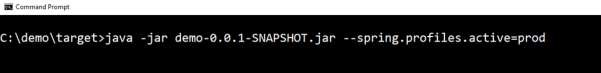 Command Prompt
C:\demo\target>java -jar demo-0.0.1-SNAPSHOT.jar --spring.profiles.active=prod